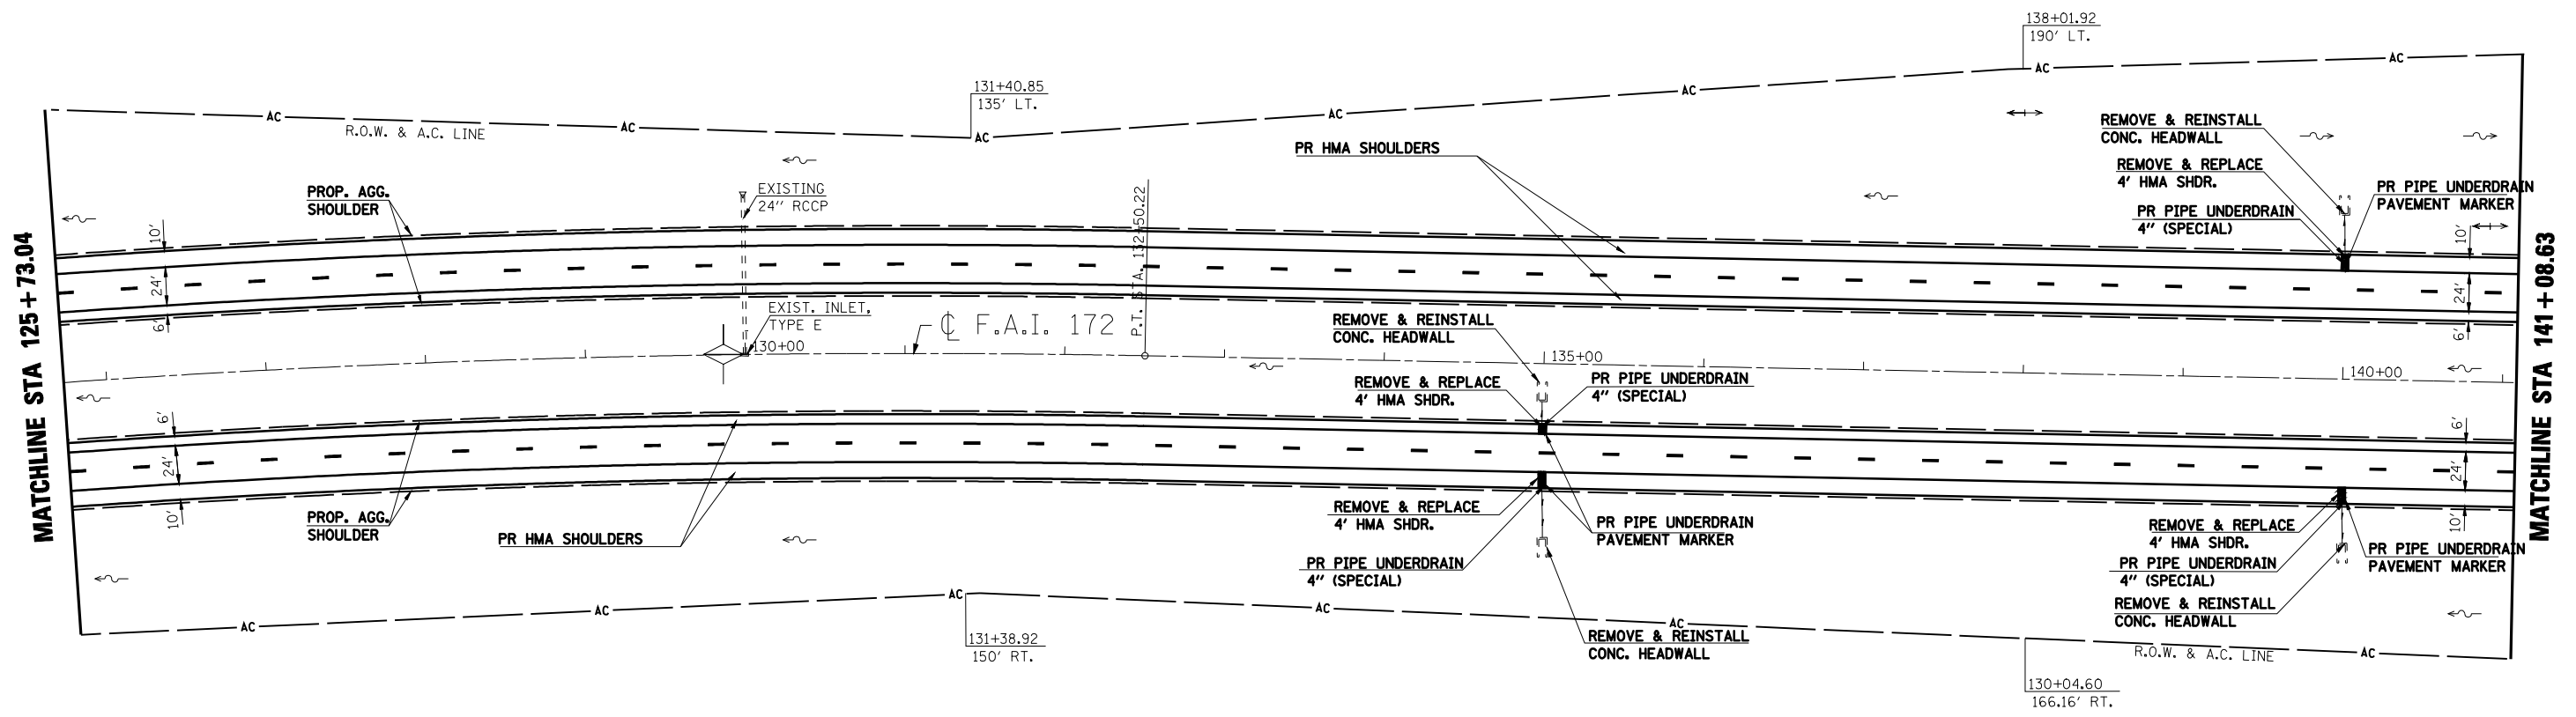 138+01.92
190' LT.
131+40.85
135' LT.
AC
AC
AC
AC
AC
AC
AC
R.O.W. & A.C. LINE
REMOVE & REINSTALL
CONC. HEADWALL
PR HMA SHOULDERS
REMOVE & REPLACE
4' HMA SHDR.
PROP. AGG.
SHOULDER
EXISTING
24" RCCP
PR PIPE UNDERDRAIN
PAVEMENT MARKER
PR PIPE UNDERDRAIN
4" (SPECIAL)
P.T. STA. 132+50.22
10'
24'
6'
10'
24'
6'
MATCHLINE STA 125+73.04
MATCHLINE STA 141+08.63
EXIST. INLET,
TYPE E
℄ F.A.I. 172
REMOVE & REINSTALL
CONC. HEADWALL
130+00
135+00
140+00
REMOVE & REPLACE
4' HMA SHDR.
PR PIPE UNDERDRAIN
4" (SPECIAL)
6'
24'
10'
6'
24'
10'
PROP. AGG.
SHOULDER
PR HMA SHOULDERS
REMOVE & REPLACE
4' HMA SHDR.
PR PIPE UNDERDRAIN
PAVEMENT MARKER
PR PIPE UNDERDRAIN
4" (SPECIAL)
REMOVE & REPLACE
4' HMA SHDR.
PR PIPE UNDERDRAIN
PAVEMENT MARKER
PR PIPE UNDERDRAIN
4" (SPECIAL)
REMOVE & REINSTALL
CONC. HEADWALL
AC
AC
AC
AC
AC
AC
131+38.92
150' RT.
REMOVE & REINSTALL
CONC. HEADWALL
R.O.W. & A.C. LINE
130+04.60
166.16' RT.